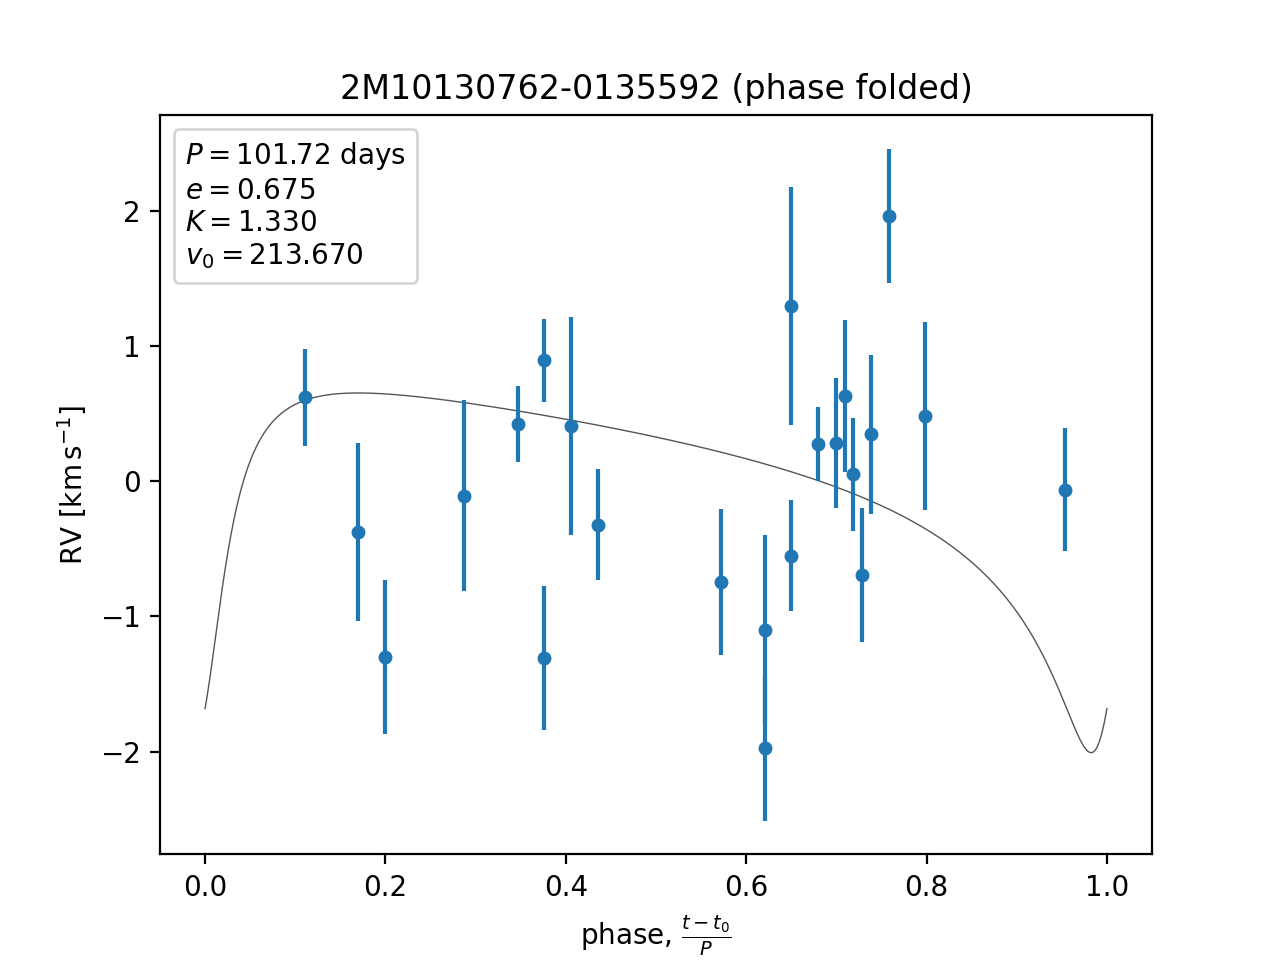 2M10130762-0135592 (phase folded)
P = 101.72 days
e = 0.675
K = 1.330
v₀ = 213.670
2
1
0
−1
−2
RV [km s⁻¹]
0.0 0.2 0.4 0.6 0.8 1.0
phase, (t − t₀)/P